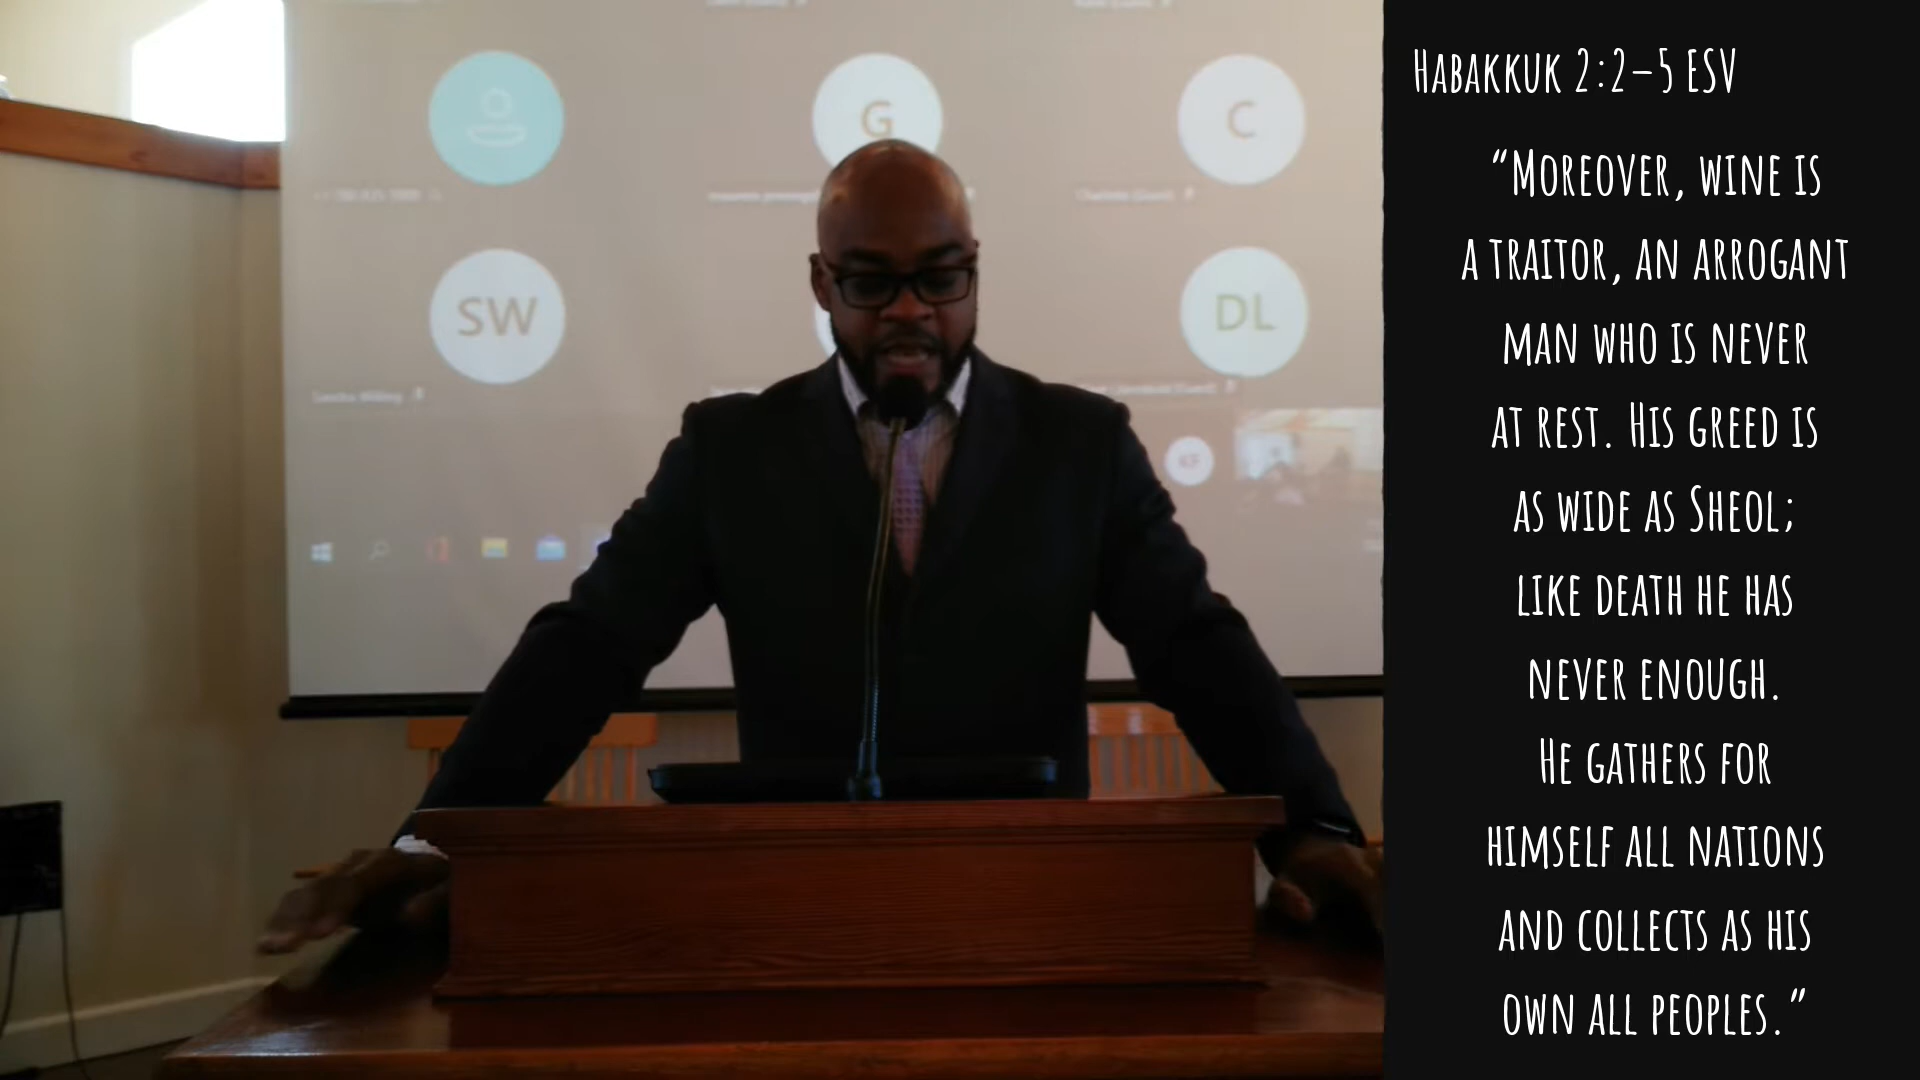 G
C
SW
DL
KF
Habakkuk 2:2–5 ESV
“Moreover, wine is
a traitor, an arrogant
man who is never
at rest. His greed is
as wide as Sheol;
like death he has
never enough.
He gathers for
himself all nations
and collects as his
own all peoples.”